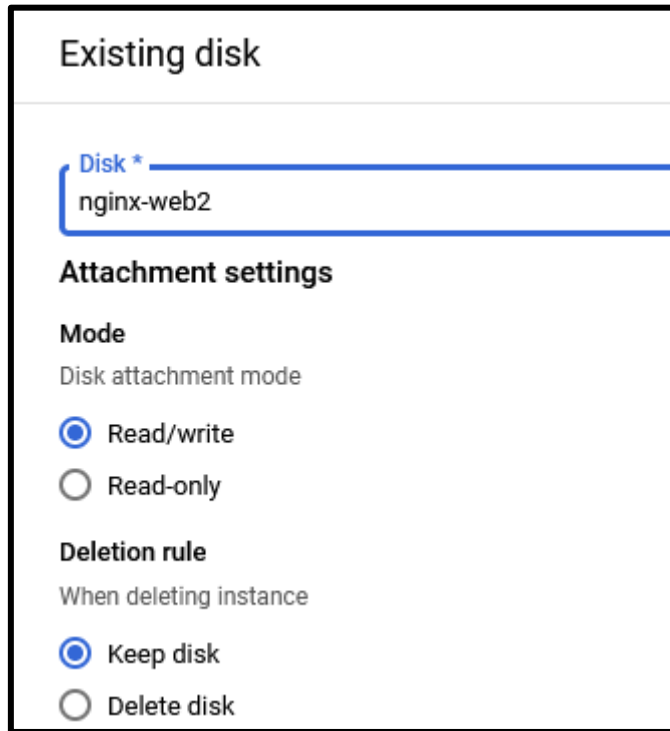 Existing disk
Disk *
nginx-web2
Attachment settings
Mode
Disk attachment mode
Read/write
Read-only
Deletion rule
When deleting instance
Keep disk
Delete disk